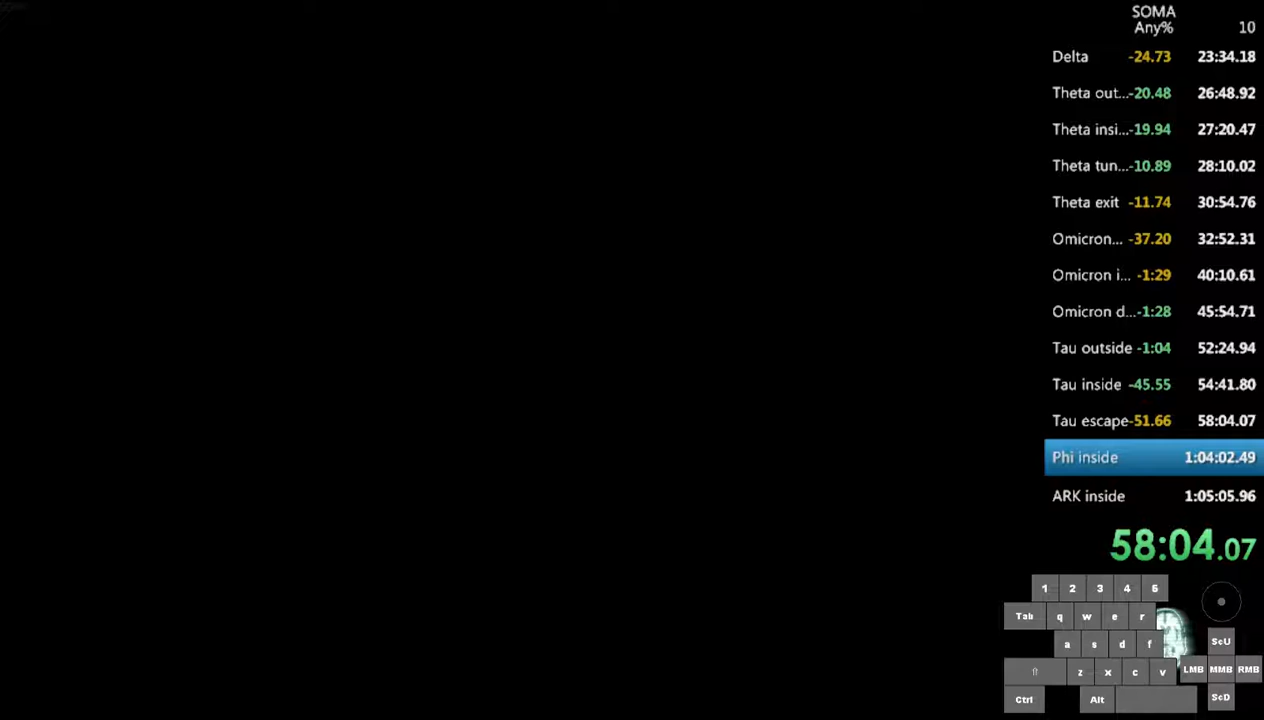 SOMA
Any% 10
Delta -24.73 23:34.18
Theta out... -20.48 26:48.92
Theta insi... -19.94 27:20.47
Theta tun... -10.89 28:10.02
Theta exit -11.74 30:54.76
Omicron... -37.20 32:52.31
Omicron i... -1:29 40:10.61
Omicron d... -1:28 45:54.71
Tau outside -1:04 52:24.94
Tau inside -45.55 54:41.80
Tau escape -51.66 58:04.07
Phi inside 1:04:02.49
ARK inside 1:05:05.96
58:04.07
1 2 3 4 5
Tab q w e r
a s d f ScU
⇧ z x c v LMB MMB RMB
Ctrl Alt ScD